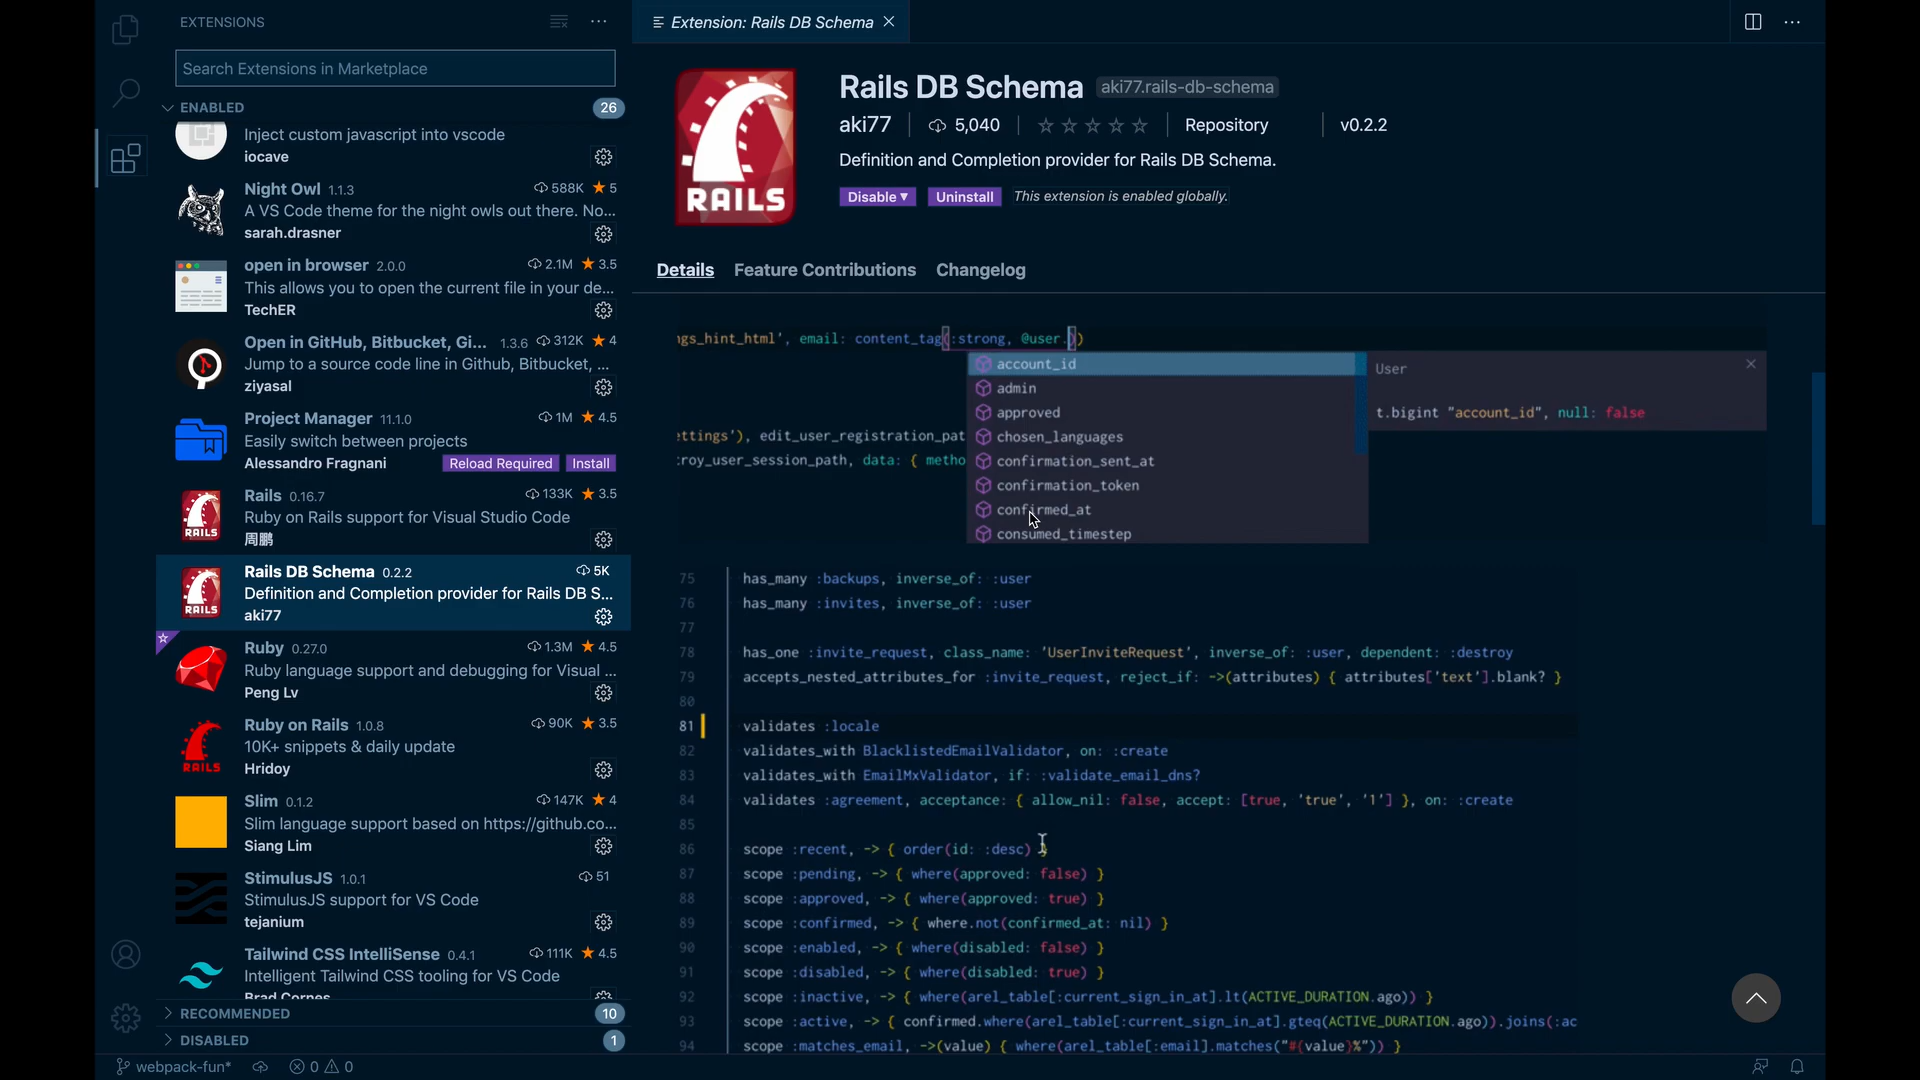 EXTENSIONS
Search Extensions in Marketplace
ENABLED 26
Inject custom javascript into vscode
iocave
Night Owl 1.1.3 588K ★ 5
A VS Code theme for the night owls out there. No...
sarah.drasner
open in browser 2.0.0 2.1M ★ 3.5
This allows you to open the current file in your de...
TechER
Open in GitHub, Bitbucket, Gi... 1.3.6 312K ★ 4
Jump to a source code line in Github, Bitbucket, ...
ziyasal
Project Manager 11.1.0 1M ★ 4.5
Easily switch between projects
Alessandro Fragnani Reload Required Install
Rails 0.16.7 133K ★ 3.5
Ruby on Rails support for Visual Studio Code
周鹏
RAILS
Rails DB Schema 0.2.2 5K
Definition and Completion provider for Rails DB S...
aki77
RAILS
Ruby 0.27.0 1.3M ★ 4.5
Ruby language support and debugging for Visual ...
Peng Lv
Ruby on Rails 1.0.8 90K ★ 3.5
10K+ snippets & daily update
Hridoy
RAILS
Slim 0.1.2 147K ★ 4
Slim language support based on https://github.co...
Siang Lim
StimulusJS 1.0.1 51
StimulusJS support for VS Code
tejanium
Tailwind CSS IntelliSense 0.4.1 111K ★ 4.5
Intelligent Tailwind CSS tooling for VS Code
Brad Cornes
RECOMMENDED 10
DISABLED 1
webpack-fun* 0 0
Extension: Rails DB Schema
RAILS
Rails DB Schema aki77.rails-db-schema
aki77 5,040 Repository v0.2.2
Definition and Completion provider for Rails DB Schema.
Disable ▾ Uninstall This extension is enabled globally.
Details Feature Contributions Changelog
ngs_hint_html', email: content_tag(:strong, @user.))
account_id
admin
approved
chosen_languages
confirmation_sent_at
confirmation_token
confirmed_at
consumed_timestep
User
t.bigint "account_id", null: false
ettings'), edit_user_registration_pat
roy_user_session_path, data: { metho
75 has_many :backups, inverse_of: :user
76 has_many :invites, inverse_of: :user
77
78 has_one :invite_request, class_name: 'UserInviteRequest', inverse_of: :user, dependent: :destroy
79 accepts_nested_attributes_for :invite_request, reject_if: ->(attributes) { attributes['text'].blank? }
80
81 validates :locale
82 validates_with BlacklistedEmailValidator, on: :create
83 validates_with EmailMxValidator, if: :validate_email_dns?
84 validates :agreement, acceptance: { allow_nil: false, accept: [true, 'true', '1'] }, on: :create
85
86 scope :recent, -> { order(id: :desc) }
87 scope :pending, -> { where(approved: false) }
88 scope :approved, -> { where(approved: true) }
89 scope :confirmed, -> { where.not(confirmed_at: nil) }
90 scope :enabled, -> { where(disabled: false) }
91 scope :disabled, -> { where(disabled: true) }
92 scope :inactive, -> { where(arel_table[:current_sign_in_at].lt(ACTIVE_DURATION.ago)) }
93 scope :active, -> { confirmed.where(arel_table[:current_sign_in_at].gteq(ACTIVE_DURATION.ago)).joins(:ac
94 scope :matches_email, ->(value) { where(arel_table[:email].matches("#{value}%")) }